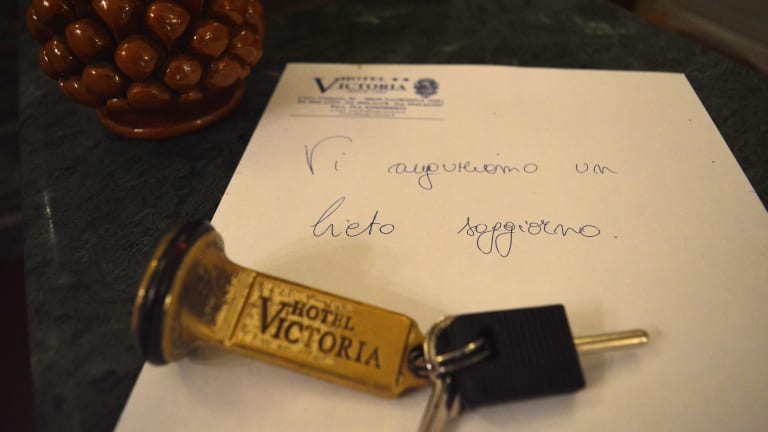 HOTEL ★★
VICTORIA
Vi auguriamo un
lieto soggiorno.
HOTEL
VICTORIA